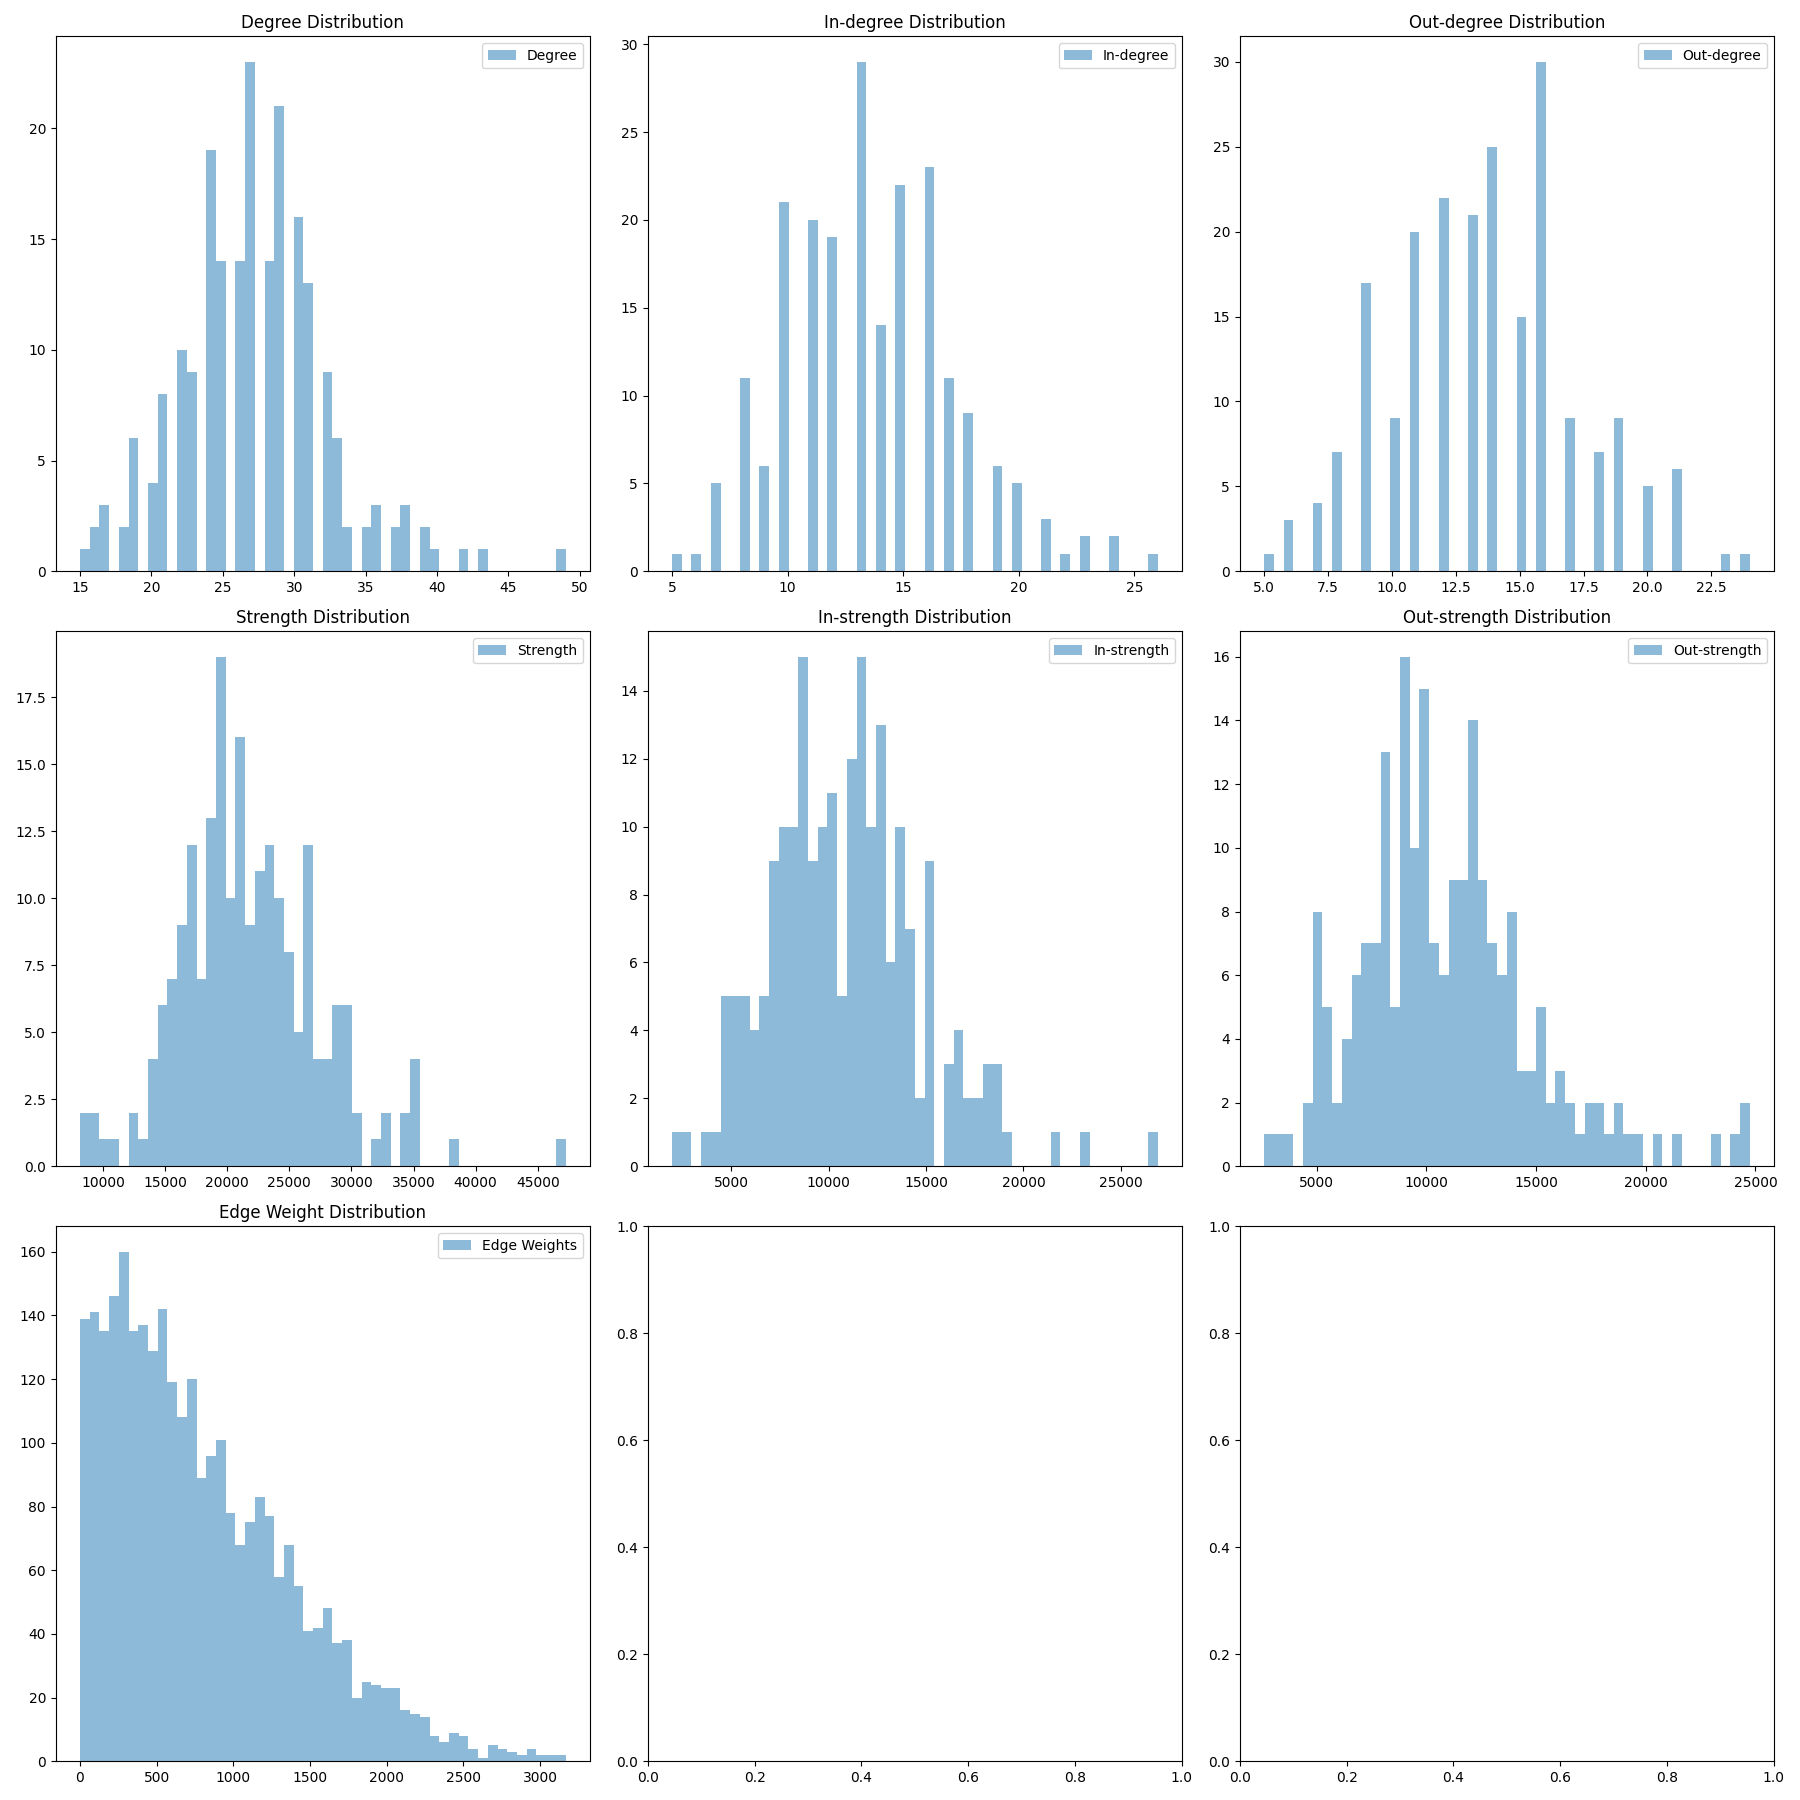 Degree Distribution
Degree
20
15
10
5
0
15 20 25 30 35 40 45 50
In-degree Distribution
In-degree
30
25
20
15
10
5
0
5 10 15 20 25
Out-degree Distribution
Out-degree
30
25
20
15
10
5
0
5.0 7.5 10.0 12.5 15.0 17.5 20.0 22.5
Strength Distribution
Strength
17.5
15.0
12.5
10.0
7.5
5.0
2.5
0.0
10000 15000 20000 25000 30000 35000 40000 45000
In-strength Distribution
In-strength
14
12
10
8
6
4
2
0
5000 10000 15000 20000 25000
Out-strength Distribution
Out-strength
16
14
12
10
8
6
4
2
0
5000 10000 15000 20000 25000
Edge Weight Distribution
Edge Weights
160
140
120
100
80
60
40
20
0
0 500 1000 1500 2000 2500 3000
1.0
0.8
0.6
0.4
0.2
0.0
0.0 0.2 0.4 0.6 0.8 1.0
1.0
0.8
0.6
0.4
0.2
0.0
0.0 0.2 0.4 0.6 0.8 1.0